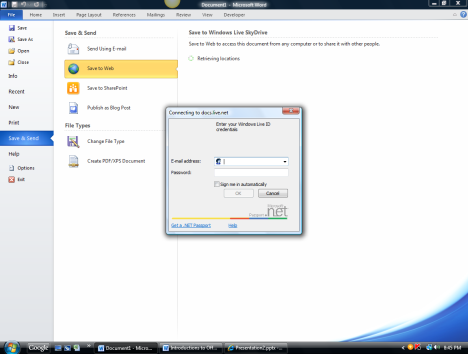 Document1 - Microsoft Word
File Home Insert Page Layout References Mailings Review View Developer
Save
Save As
Open
Close
Info
Recent
New
Print
Save & Send
Help
Options
Exit
Save & Send
Send Using E-mail
Save to Web
Save to SharePoint
Publish as Blog Post
File Types
Change File Type
Create PDF/XPS Document
Save to Windows Live SkyDrive
Save to Web to access this document from any computer or to share it with other people.
Retrieving locations
Connecting to docs.live.net
Enter your Windows Live ID
credentials
E-mail address:
Password:
Sign me in automatically
OK Cancel
Microsoft
Passport .net
Get a .NET Passport Help
Google
Document1 - Micros...
Introductions to Off...
Presentation2.pptx - ...
8:45 PM